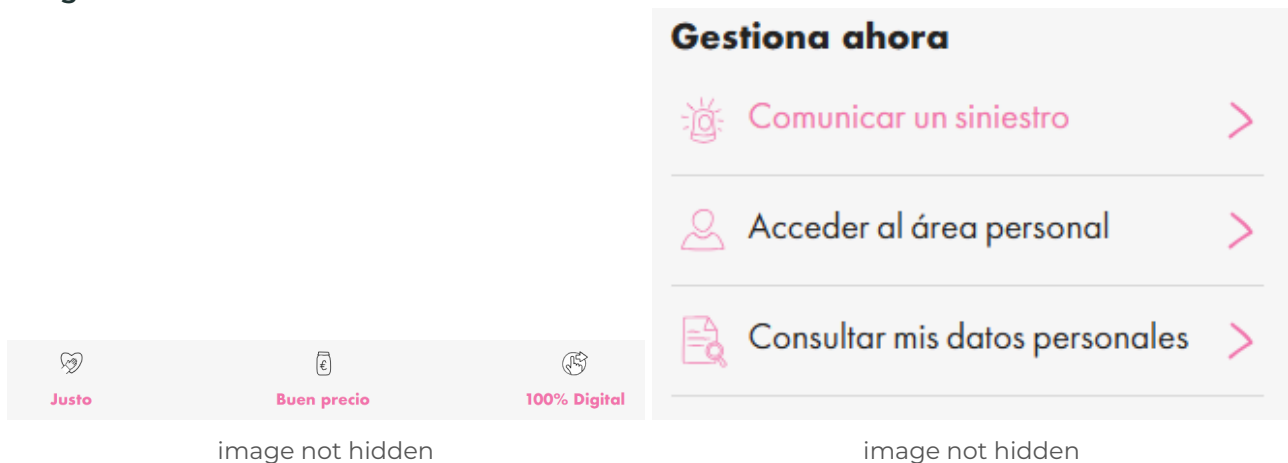 Gestiona ahora
Comunicar un siniestro
Acceder al área personal
Consultar mis datos personales
Justo
Buen precio
100% Digital
image not hidden
image not hidden